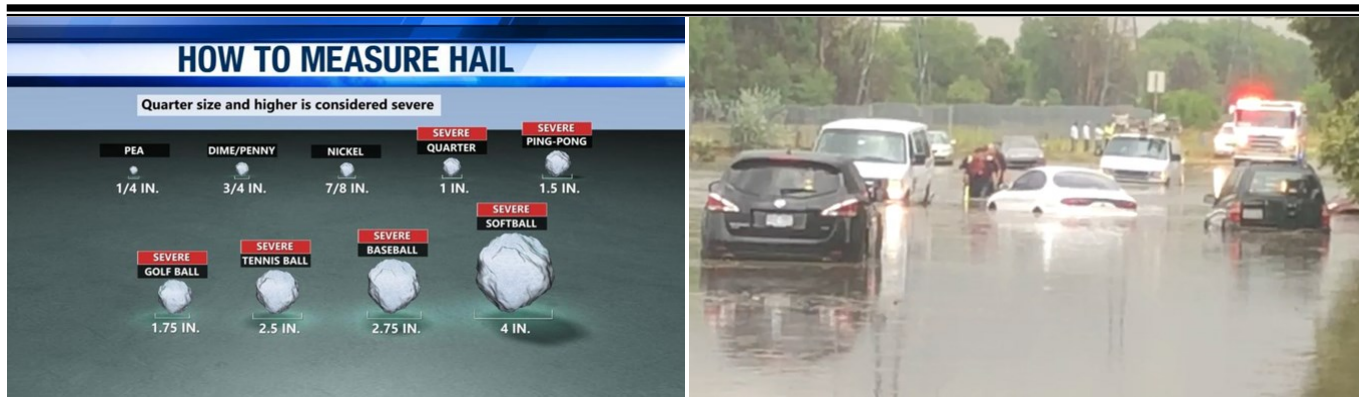 HOW TO MEASURE HAIL
Quarter size and higher is considered severe
PEA
1/4 IN.
DIME/PENNY
3/4 IN.
NICKEL
7/8 IN.
SEVERE
QUARTER
1 IN.
SEVERE
PING-PONG
1.5 IN.
SEVERE
GOLF BALL
1.75 IN.
SEVERE
TENNIS BALL
2.5 IN.
SEVERE
BASEBALL
2.75 IN.
SEVERE
SOFTBALL
4 IN.